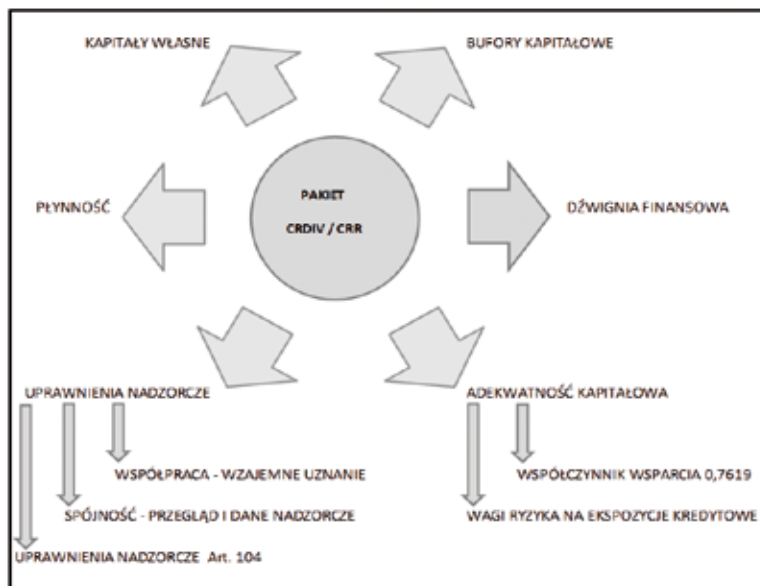 KAPITAŁY WŁASNE
BUFORY KAPITAŁOWE
PŁYNNOŚĆ
PAKIET
CRDIV / CRR
DŹWIGNIA FINANSOWA
UPRAWNIENIA NADZORCZE
ADEKWATNOŚĆ KAPITAŁOWA
WSPÓŁPRACA - WZAJEMNE UZNANIE
WSPÓŁCZYNNIK WSPARCIA 0,7619
SPÓJNOŚĆ - PRZEGLĄD I DANE NADZORCZE
WAGI RYZYKA NA EKSPOZYCJE KREDYTOWE
UPRAWNIENIA NADZORCZE Art. 104